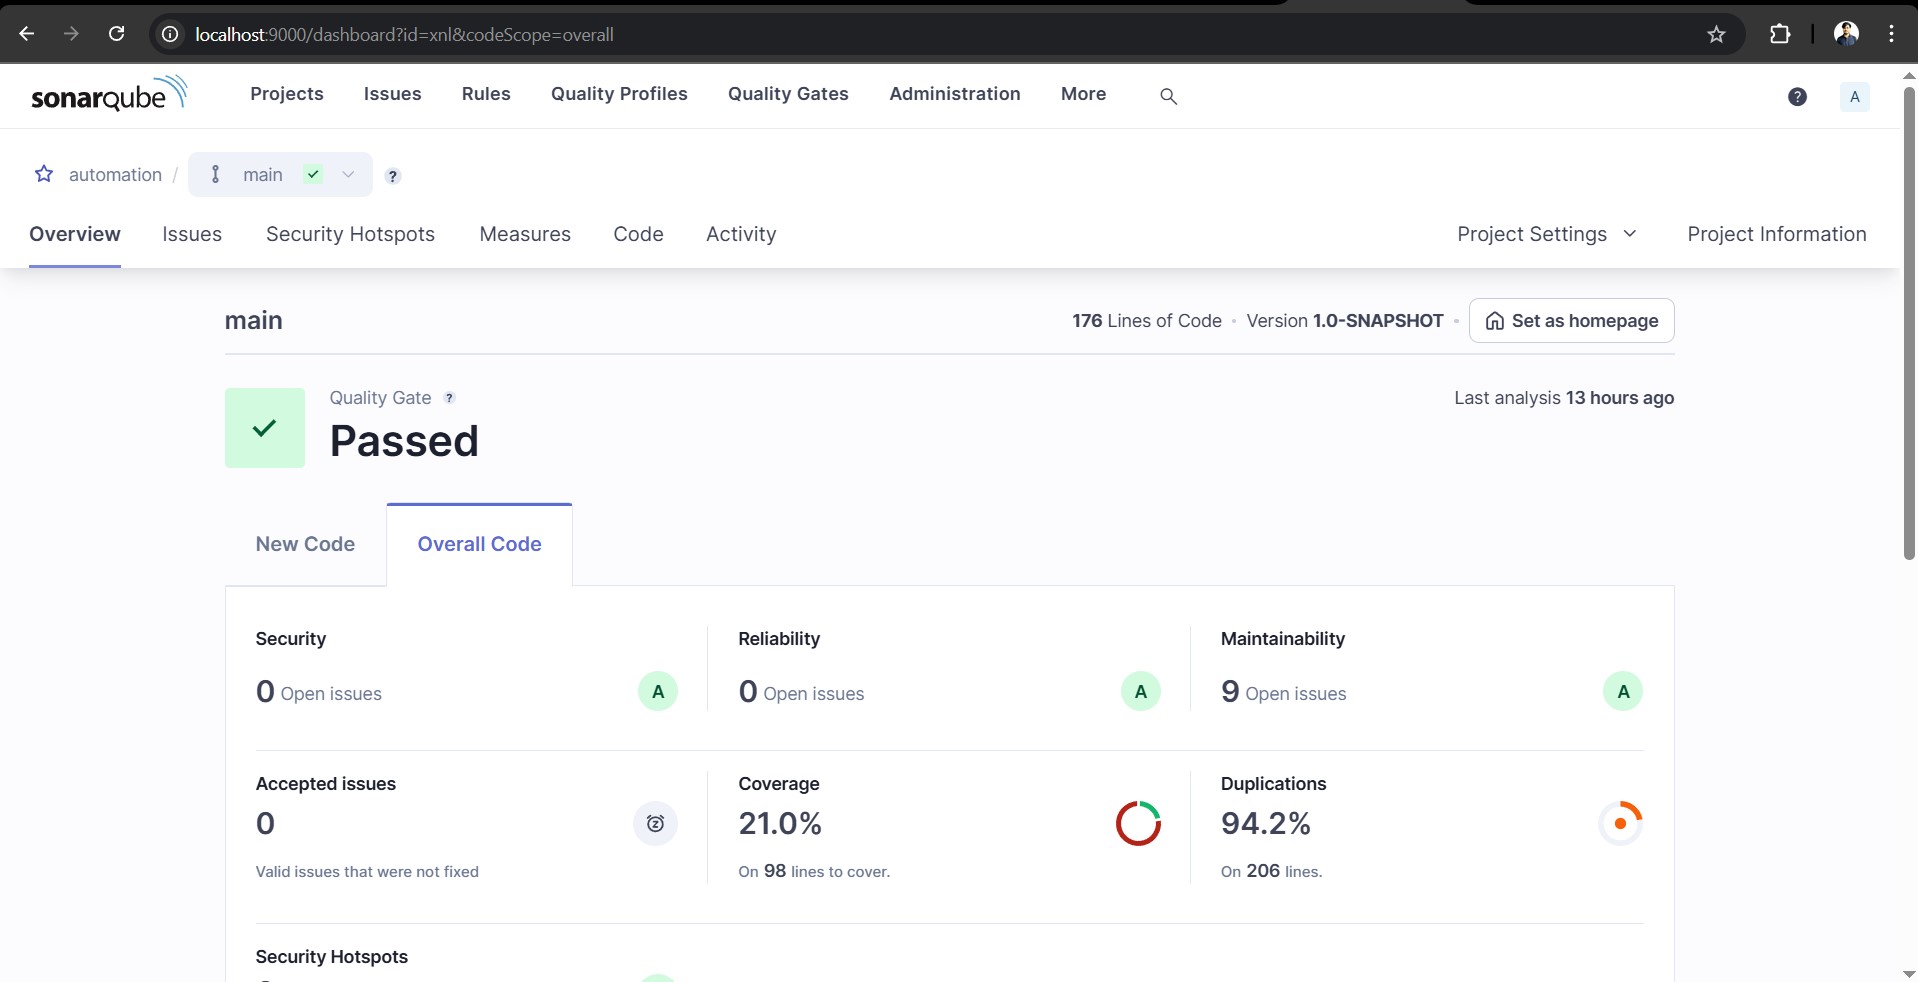 localhost:9000/dashboard?id=xnl&codeScope=overall
sonarqube Projects Issues Rules Quality Profiles Quality Gates Administration More ? A
automation / main ?
Overview Issues Security Hotspots Measures Code Activity Project Settings Project Information
main 176 Lines of Code • Version 1.0-SNAPSHOT • Set as homepage
Quality Gate ? Last analysis 13 hours ago
Passed
New Code Overall Code
Security Reliability Maintainability
0 Open issues A 0 Open issues A 9 Open issues A
Accepted issues Coverage Duplications
0 21.0% 94.2%
Valid issues that were not fixed On 98 lines to cover. On 206 lines.
Security Hotspots